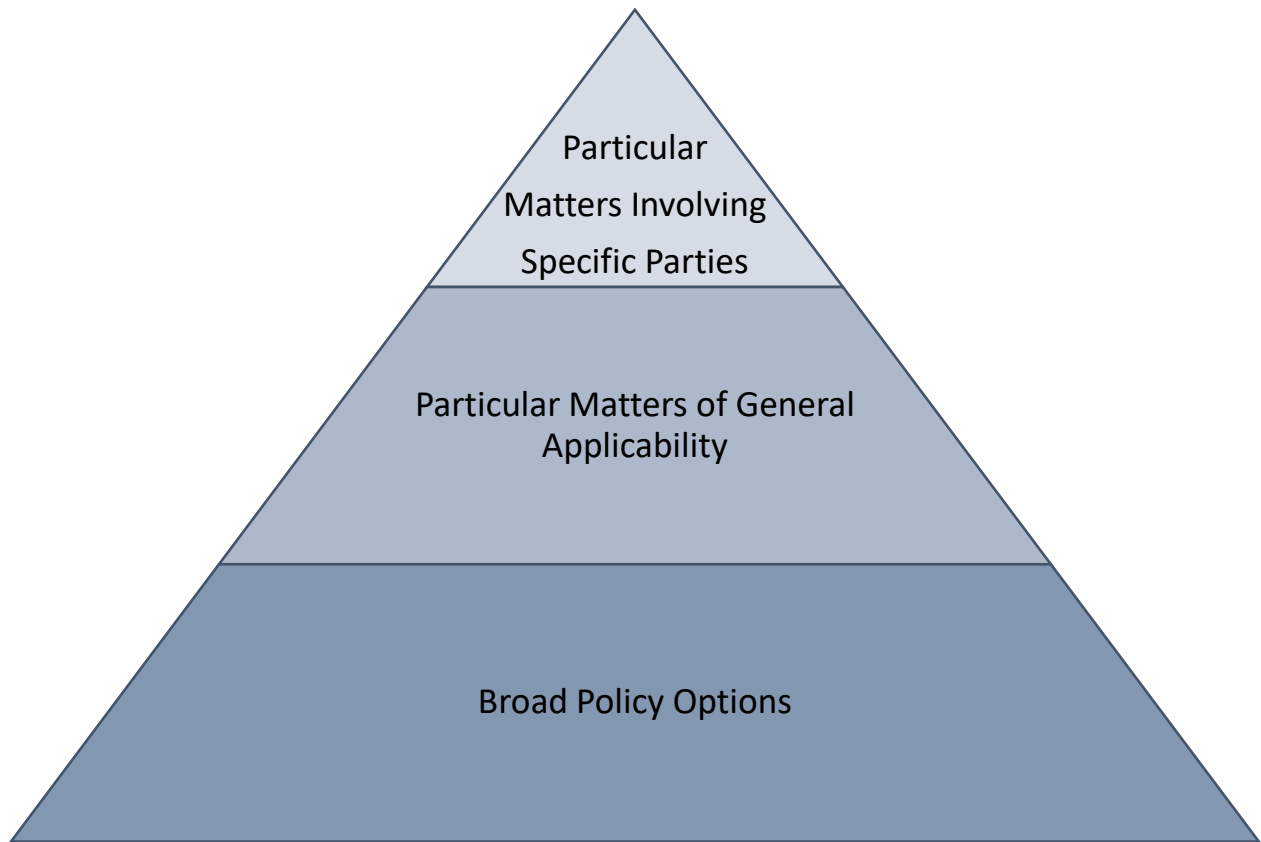 Particular
Matters Involving
Specific Parties
Particular Matters of General
Applicability
Broad Policy Options